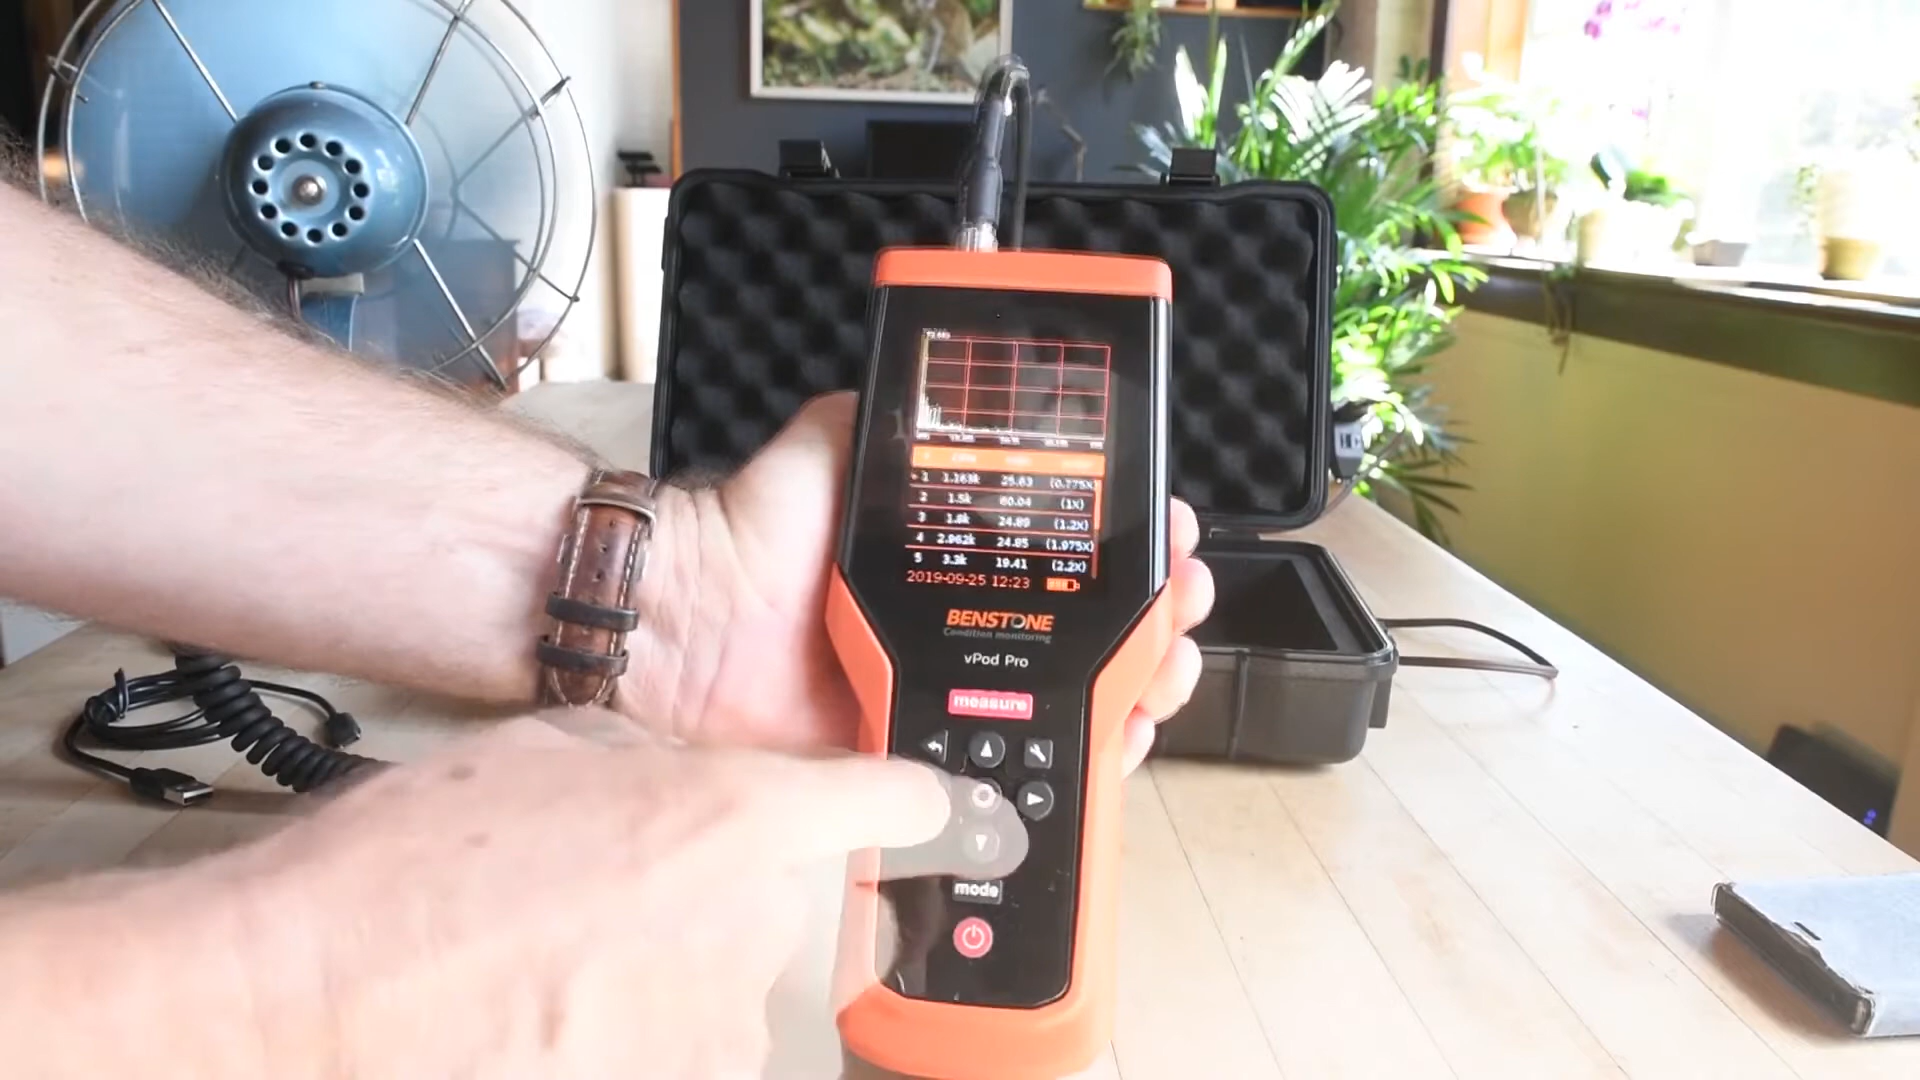 1 1.163k 25.63 (0.775X)
2 1.5k 60.04 (1X)
3 1.8k 24.89 (1.2X)
4 2.962k 24.85 (1.975X)
5 3.3k 19.41 (2.2X)
2019-09-25 12:23
BENSTONE
Condition monitoring
vPod Pro
measure
mode